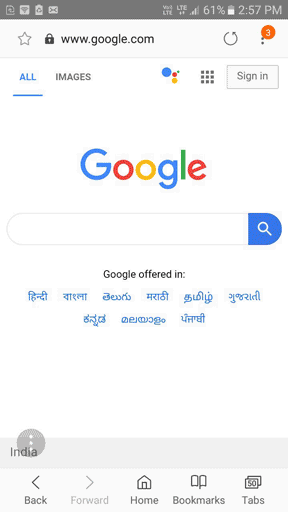 VoI LTE LTE 61% 2:57 PM
www.google.com
3
ALL IMAGES Sign in
Google
Google offered in:
हिन्दी বাংলা తెలుగు मराठी தமிழ் ગુજરાતી
ಕನ್ನಡ മലയാളം ਪੰਜਾਬੀ
India
Back Forward Home Bookmarks Tabs
50